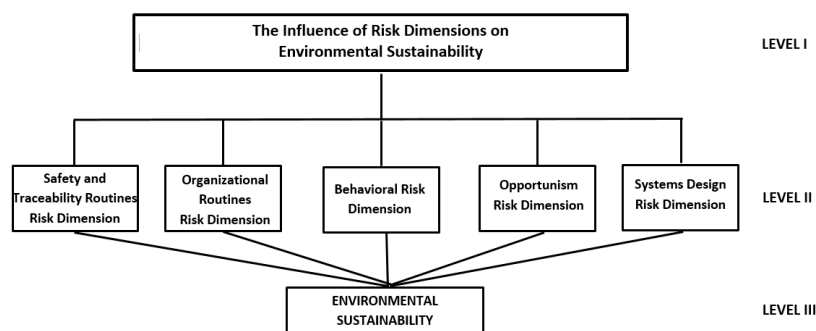 The Influence of Risk Dimensions on
Environmental Sustainability
LEVEL I
Safety and
Traceability Routines
Risk Dimension
Organizational
Routines
Risk Dimension
Behavioral Risk
Dimension
Opportunism
Risk Dimension
Systems Design
Risk Dimension
LEVEL II
ENVIRONMENTAL
SUSTAINABILITY
LEVEL III